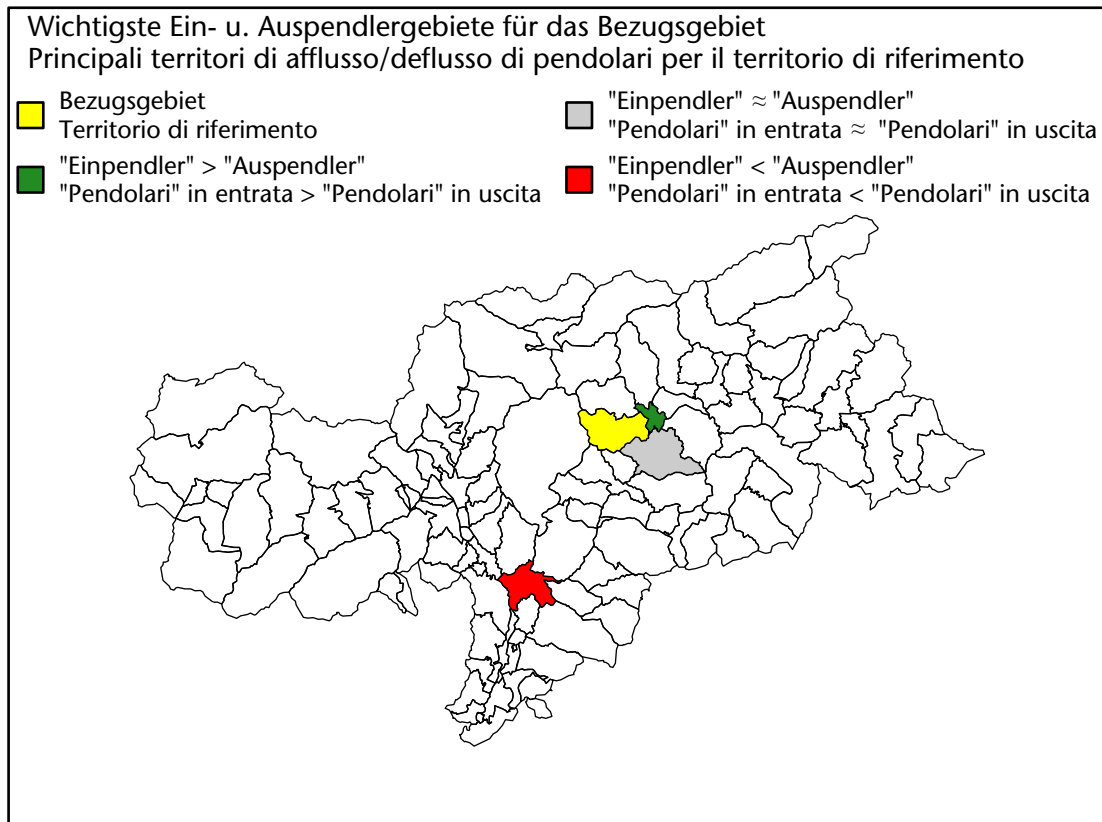 Wichtigste Ein- u. Auspendlergebiete für das Bezugsgebiet
Principali territori di afflusso/deflusso di pendolari per il territorio di riferimento
Bezugsgebiet
Territorio di riferimento
"Einpendler" > "Auspendler"
"Pendolari" in entrata > "Pendolari" in uscita
"Einpendler" ≈ "Auspendler"
"Pendolari" in entrata ≈ "Pendolari" in uscita
"Einpendler" < "Auspendler"
"Pendolari" in entrata < "Pendolari" in uscita